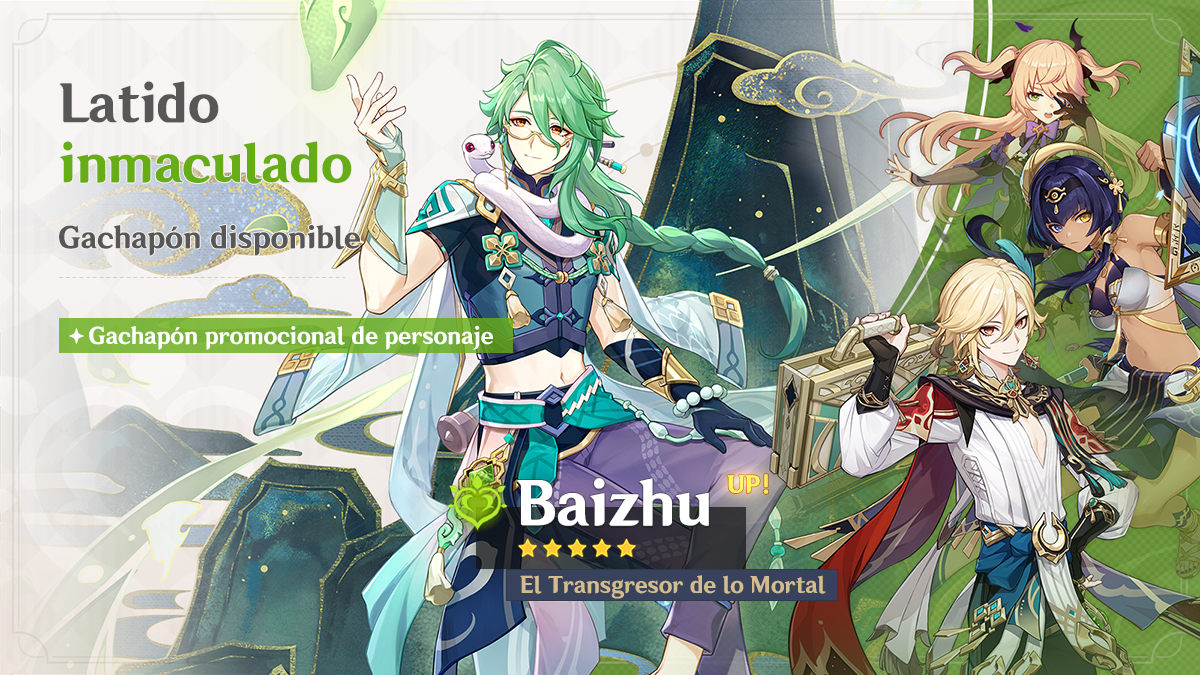 Latido
inmaculado
Gachapón disponible
Gachapón promocional de personaje
UP!
Baizhu
El Transgresor de lo Mortal